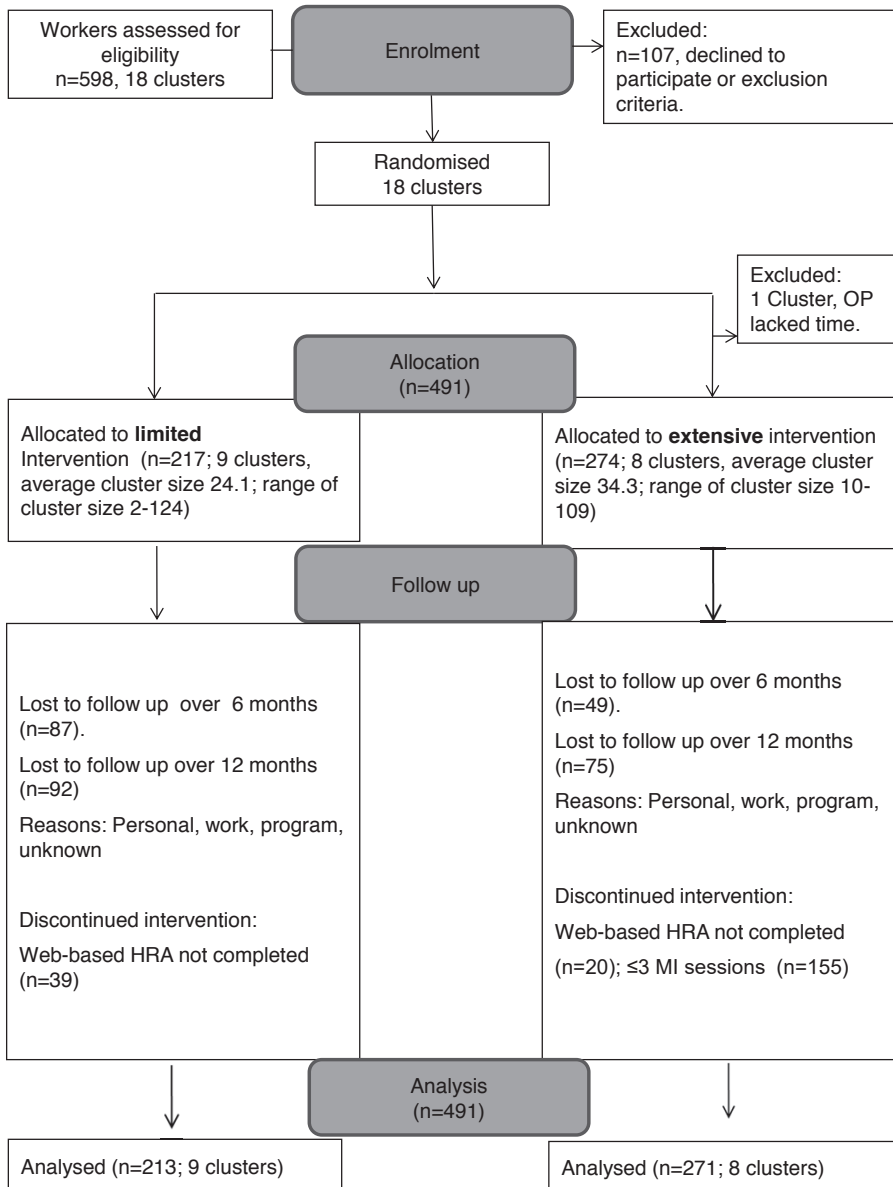 Workers assessed for
eligibility
n=598, 18 clusters
Enrolment
Excluded:
n=107, declined to
participate or exclusion
criteria.
Randomised
18 clusters
Excluded:
1 Cluster, OP
lacked time.
Allocation
(n=491)
Allocated to limited
Intervention (n=217; 9 clusters,
average cluster size 24.1; range of
cluster size 2-124)
Allocated to extensive intervention
(n=274; 8 clusters, average cluster
size 34.3; range of cluster size 10-
109)
Follow up
Lost to follow up over 6 months
(n=87).
Lost to follow up over 12 months
(n=92)
Reasons: Personal, work, program,
unknown
Discontinued intervention:
Web-based HRA not completed
(n=39)
Lost to follow up over 6 months
(n=49).
Lost to follow up over 12 months
(n=75)
Reasons: Personal, work, program,
unknown
Discontinued intervention:
Web-based HRA not completed
(n=20); ≤3 MI sessions (n=155)
Analysis
(n=491)
Analysed (n=213; 9 clusters)
Analysed (n=271; 8 clusters)